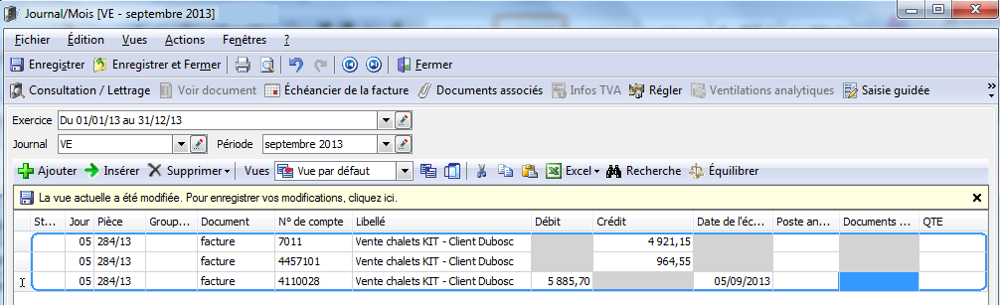 Journal/Mois [VE - septembre 2013]
Fichier Édition Vues Actions Fenêtres ?
Enregistrer Enregistrer et Fermer Fermer
Consultation / Lettrage Voir document Échéancier de la facture Documents associés Infos TVA Régler Ventilations analytiques Saisie guidée
Exercice Du 01/01/13 au 31/12/13
Journal VE Période septembre 2013
Ajouter Insérer Supprimer Vues Vue par défaut Excel Recherche Équilibrer
La vue actuelle a été modifiée. Pour enregistrer vos modifications, cliquez ici.
St... Jour Pièce Group... Document N° de compte Libellé Débit Crédit Date de l'éc... Poste an... Documents ... QTE
05 284/13 facture 7011 Vente chalets KIT - Client Dubosc 4 921,15
05 284/13 facture 4457101 Vente chalets KIT - Client Dubosc 964,55
05 284/13 facture 4110028 Vente chalets KIT - Client Dubosc 5 885,70 05/09/2013